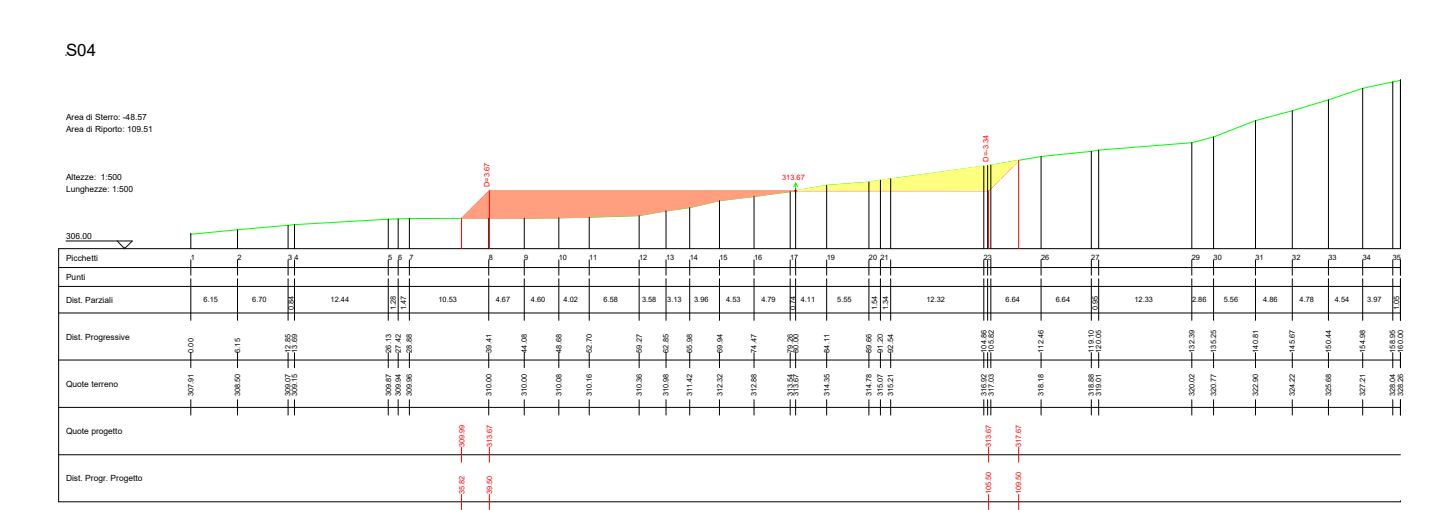 S04
Area di Sterro: -48.57
Area di Riporto: 109.51
Altezze: 1:500
Lunghezze: 1:500
D=3.67
313.67
D=-3.34
306.00
Picchetti 1 2 3 4 5 6 7 8 9 10 11 12 13 14 15 16 17 19 20 21 23 26 27 29 30 31 32 33 34 35
Punti
Dist. Parziali 6.15 6.70 0.84 12.44 1.28 1.47 10.53 4.67 4.60 4.02 6.58 3.58 3.13 3.96 4.53 4.79 0.74 4.11 5.55 1.54 1.34 12.32 6.64 6.64 0.95 12.33 2.86 5.56 4.86 4.78 4.54 3.97 1.05
Dist. Progressive 0.00 6.15 12.85 13.69 26.13 27.42 28.88 39.41 44.08 48.68 52.70 59.27 62.85 65.98 69.94 74.47 79.26 80.00 84.11 89.66 91.20 92.54 104.86 105.82 112.46 119.10 120.05 132.39 135.25 140.81 145.67 150.44 154.98 158.95 160.00
Quote terreno 307.91 308.50 309.07 309.15 309.87 309.94 309.96 310.00 310.00 310.08 310.16 310.36 310.98 311.42 312.32 312.88 313.54 313.67 314.35 314.78 315.07 315.21 316.92 317.03 318.18 318.88 319.01 320.02 320.77 322.90 324.22 325.68 327.21 328.04 328.26
Quote progetto 309.99 313.67 313.67 317.67
Dist. Progr. Progetto 35.82 39.50 105.50 109.50